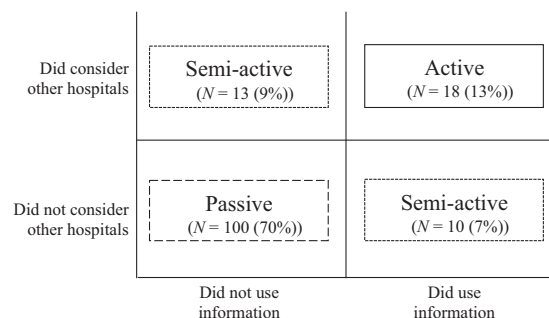 Did consider
other hospitals
Semi-active
(N = 13 (9%))
Active
(N = 18 (13%))
Did not consider
other hospitals
Passive
(N = 100 (70%))
Semi-active
(N = 10 (7%))
Did not use
information
Did use
information